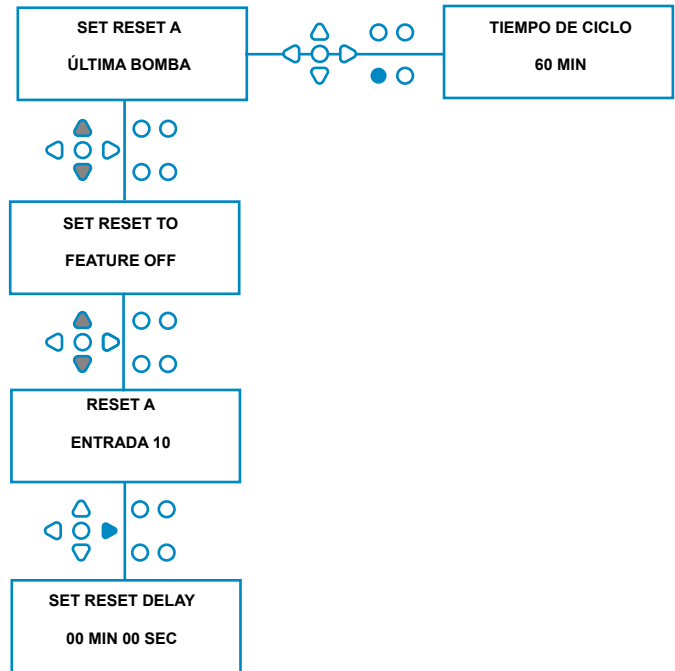 SET RESET A
ÚLTIMA BOMBA
TIEMPO DE CICLO
60 MIN
SET RESET TO
FEATURE OFF
RESET A
ENTRADA 10
SET RESET DELAY
00 MIN 00 SEC